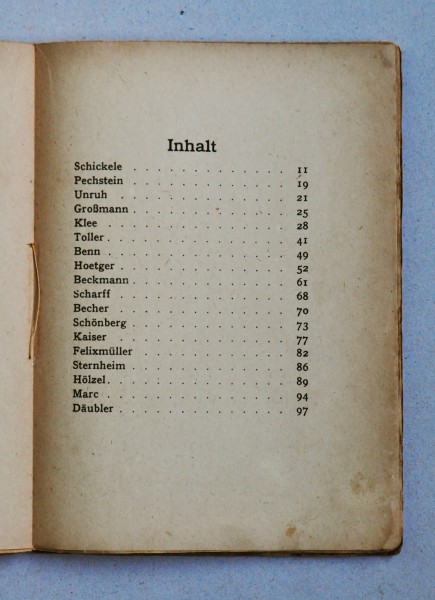 Inhalt
Schickele . . . . . . . . . . . . 11
Pechstein . . . . . . . . . . . . 19
Unruh . . . . . . . . . . . . . 21
Großmann . . . . . . . . . . . . 25
Klee . . . . . . . . . . . . . . 28
Toller . . . . . . . . . . . . . . 41
Benn . . . . . . . . . . . . . . 49
Hoetger . . . . . . . . . . . . . 52
Beckmann . . . . . . . . . . . . 61
Scharff . . . . . . . . . . . . . 68
Becher . . . . . . . . . . . . . 70
Schönberg . . . . . . . . . . . . 73
Kaiser . . . . . . . . . . . . . 77
Felixmüller . . . . . . . . . . . 82
Sternheim . . . . . . . . . . . . 86
Hölzel . . . . . . . . . . . . . . 89
Marc . . . . . . . . . . . . . . 94
Däubler . . . . . . . . . . . . . 97